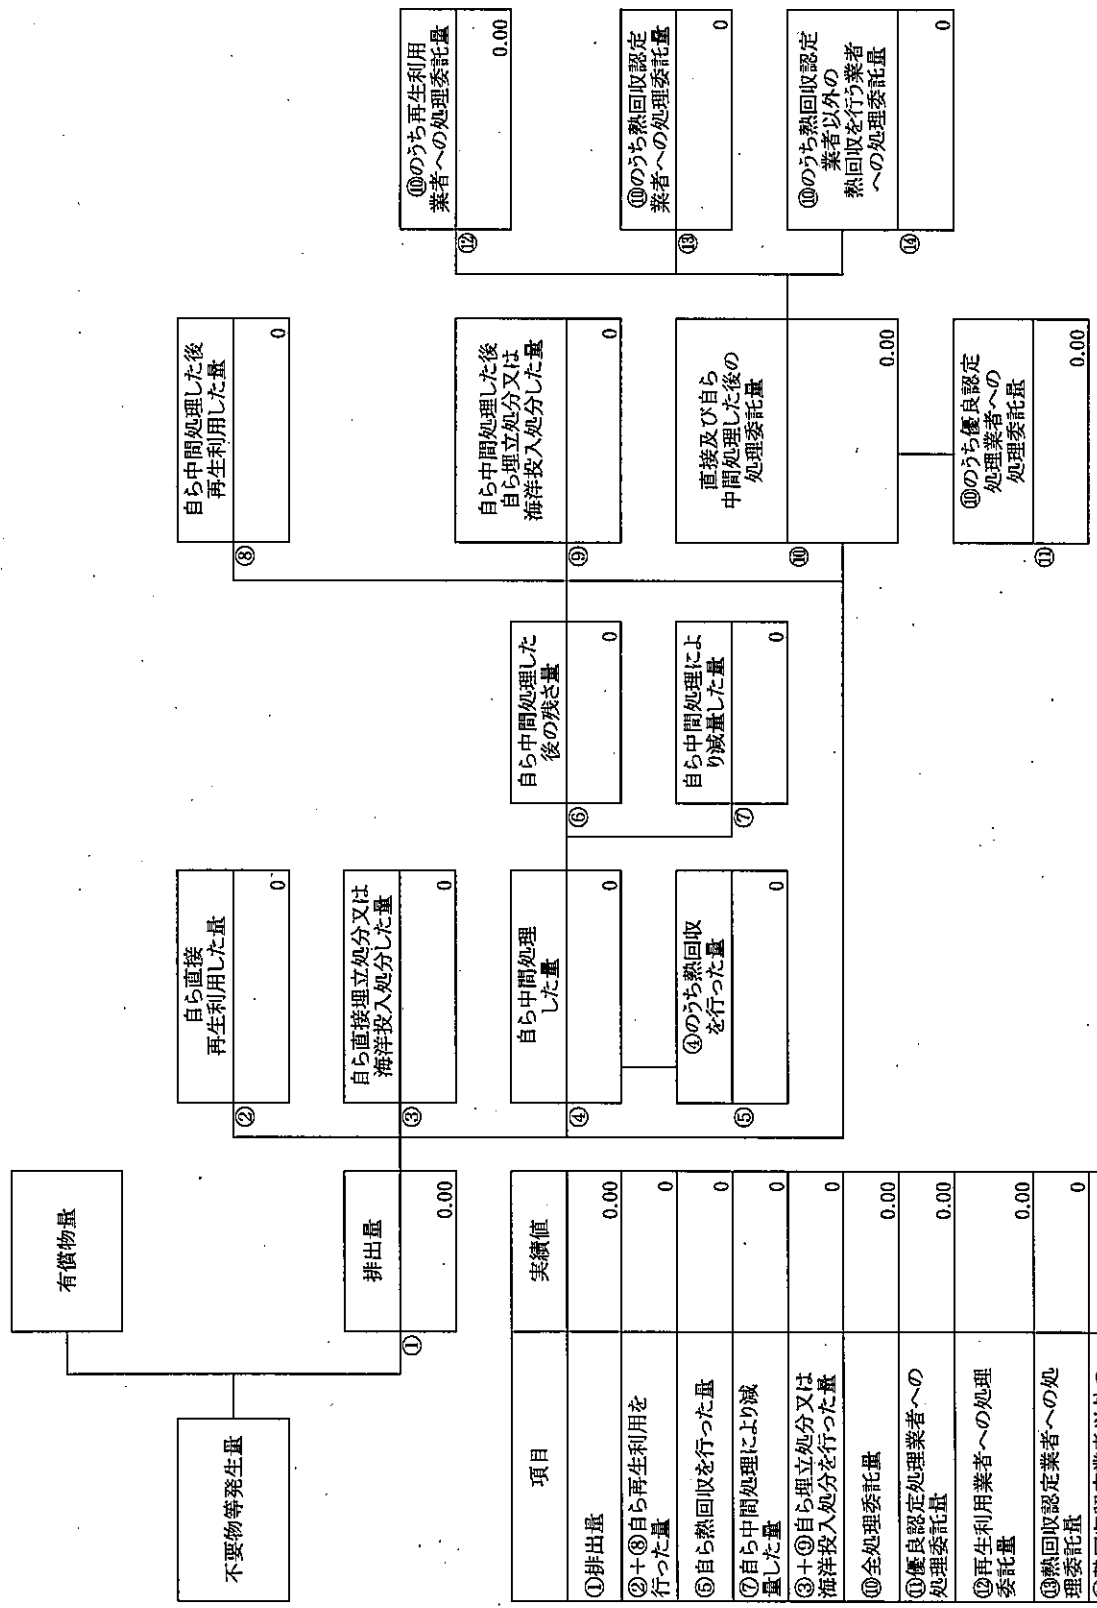 不要物等発生量
有償物量
排出量
①
0.00
自ら直接
再生利用した量
②
0
自ら直接埋立処分又は
海洋投入処分した量
③
0
自ら中間処理
した量
④
0
④のうち熱回収
を行った量
⑤
0
自ら中間処理した
後の残さ量
⑥
0
自ら中間処理によ
り減量した量
⑦
0
自ら中間処理した後
再生利用した量
⑧
0
自ら中間処理した後
自ら埋立処分又は
海洋投入処分した量
⑨
0
直接及び自ら
中間処理した後の
処理委託量
⑩
0.00
⑩のうち優良認定
処理業者への
処理委託量
⑪
0.00
⑩のうち再生利用
業者への処理委託量
⑫
0.00
⑩のうち熱回収認定
業者への処理委託量
⑬
0
⑩のうち熱回収認定
業者以外の
熱回収を行う業者
への処理委託量
⑭
0
項目 実績値
①排出量 0.00
②+⑧自ら再生利用を
行った量 0
⑤自ら熱回収を行った量 0
⑦自ら中間処理により減
量した量 0
③+⑨自ら埋立処分又は
海洋投入処分を行った量 0
⑩全処理委託量 0.00
⑪優良認定処理業者への
処理委託量 0.00
⑫再生利用業者への処理
委託量 0.00
⑬熱回収認定業者への処
理委託量 0